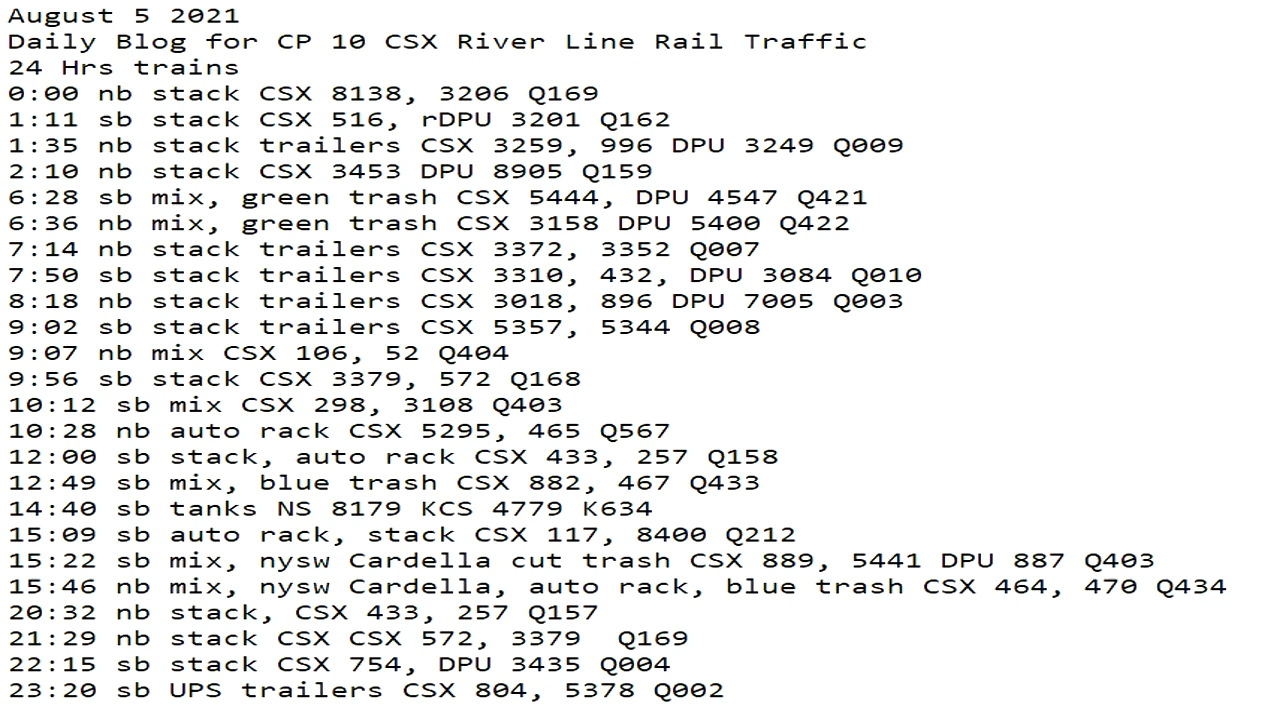 August 5 2021
Daily Blog for CP 10 CSX River Line Rail Traffic
24 Hrs trains
0:00 nb stack CSX 8138, 3206 Q169
1:11 sb stack CSX 516, rDPU 3201 Q162
1:35 nb stack trailers CSX 3259, 996 DPU 3249 Q009
2:10 nb stack CSX 3453 DPU 8905 Q159
6:28 sb mix, green trash CSX 5444, DPU 4547 Q421
6:36 nb mix, green trash CSX 3158 DPU 5400 Q422
7:14 nb stack trailers CSX 3372, 3352 Q007
7:50 sb stack trailers CSX 3310, 432, DPU 3084 Q010
8:18 nb stack trailers CSX 3018, 896 DPU 7005 Q003
9:02 sb stack trailers CSX 5357, 5344 Q008
9:07 nb mix CSX 106, 52 Q404
9:56 sb stack CSX 3379, 572 Q168
10:12 sb mix CSX 298, 3108 Q403
10:28 nb auto rack CSX 5295, 465 Q567
12:00 sb stack, auto rack CSX 433, 257 Q158
12:49 sb mix, blue trash CSX 882, 467 Q433
14:40 sb tanks NS 8179 KCS 4779 K634
15:09 sb auto rack, stack CSX 117, 8400 Q212
15:22 sb mix, nysw Cardella cut trash CSX 889, 5441 DPU 887 Q403
15:46 nb mix, nysw Cardella, auto rack, blue trash CSX 464, 470 Q434
20:32 nb stack, CSX 433, 257 Q157
21:29 nb stack CSX CSX 572, 3379  Q169
22:15 sb stack CSX 754, DPU 3435 Q004
23:20 sb UPS trailers CSX 804, 5378 Q002